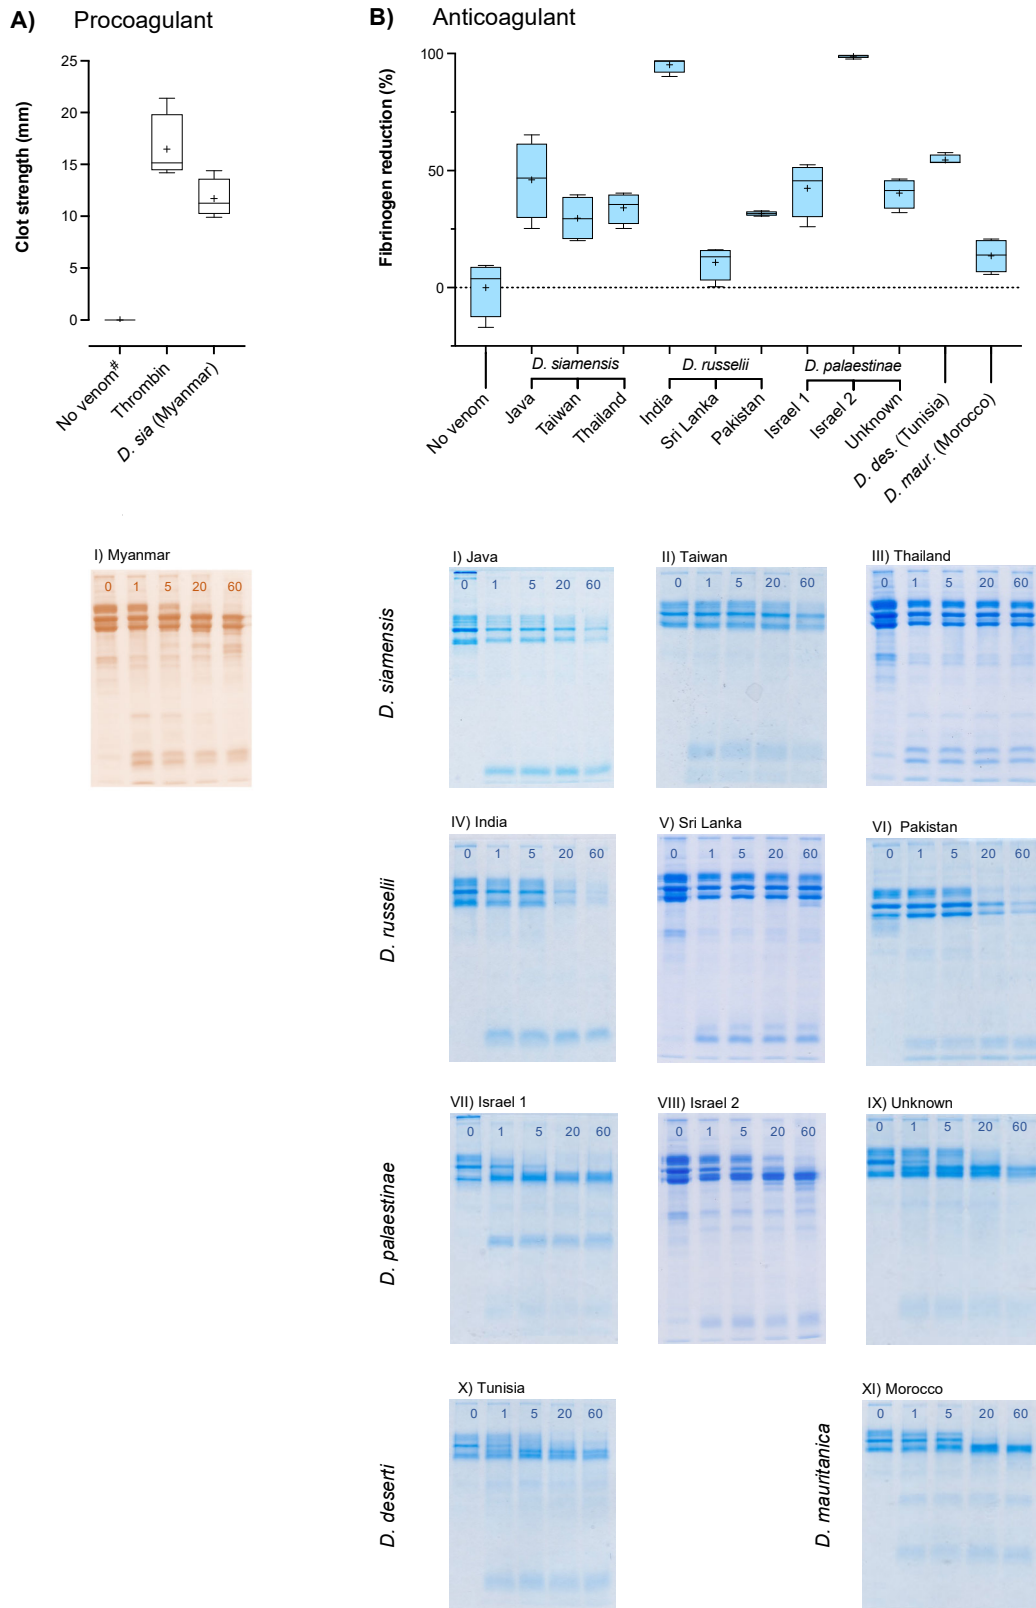 A) Procoagulant
B) Anticoagulant
Clot strength (mm)
25
20
15
10
5
0
No venom#
Thrombin
D. sia (Myanmar)
Fibrinogen reduction (%)
100
50
0
D. siamensis
D. russelii
D. palaestinae
No venom
Java
Taiwan
Thailand
India
Sri Lanka
Pakistan
Israel 1
Israel 2
Unknown
D. des. (Tunisia)
D. maur. (Morocco)
I) Myanmar
0 1 5 20 60
D. siamensis
I) Java
0 1 5 20 60
II) Taiwan
0 1 5 20 60
III) Thailand
0 1 5 20 60
D. russelii
IV) India
0 1 5 20 60
V) Sri Lanka
0 1 5 20 60
VI) Pakistan
0 1 5 20 60
D. palaestinae
VII) Israel 1
0 1 5 20 60
VIII) Israel 2
0 1 5 20 60
IX) Unknown
0 1 5 20 60
D. deserti
X) Tunisia
0 1 5 20 60
D. mauritanica
XI) Morocco
0 1 5 20 60